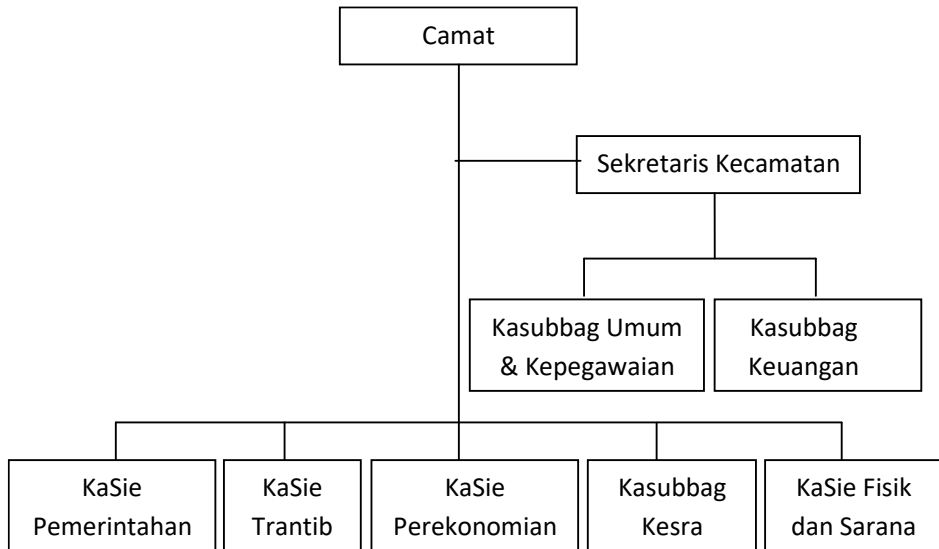 Camat
Sekretaris Kecamatan
Kasubbag Umum
& Kepegawaian
Kasubbag
Keuangan
KaSie
Pemerintahan
KaSie
Trantib
KaSie
Perekonomian
Kasubbag
Kesra
KaSie Fisik
dan Sarana